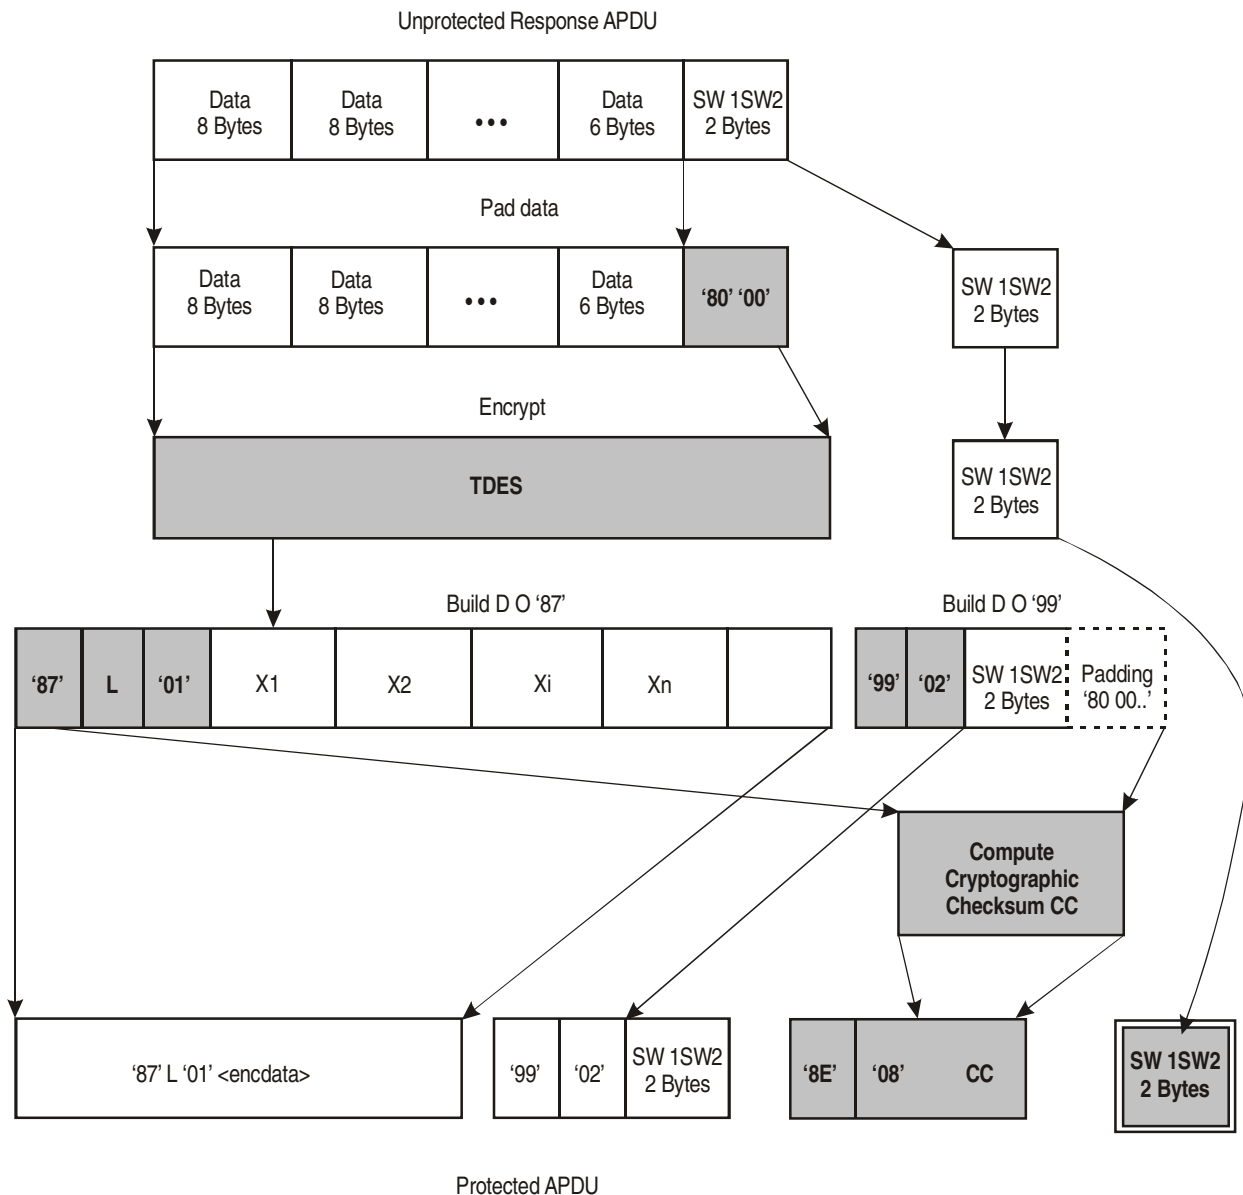 Unprotected Response APDU
Data
8 Bytes
Data
8 Bytes
•••
Data
6 Bytes
SW 1SW2
2 Bytes
Pad data
Data
8 Bytes
Data
8 Bytes
•••
Data
6 Bytes
‘80’ ‘00’
SW 1SW2
2 Bytes
Encrypt
TDES
SW 1SW2
2 Bytes
Build D O ‘87’
Build D O ‘99’
‘87’
L
‘01’
X1
X2
Xi
Xn
‘99’
‘02’
SW 1SW2
2 Bytes
Padding
‘80 00..’
Compute
Cryptographic
Checksum CC
‘87’ L ‘01’ <encdata>
‘99’
‘02’
SW 1SW2
2 Bytes
‘8E’
‘08’
CC
SW 1SW2
2 Bytes
Protected APDU